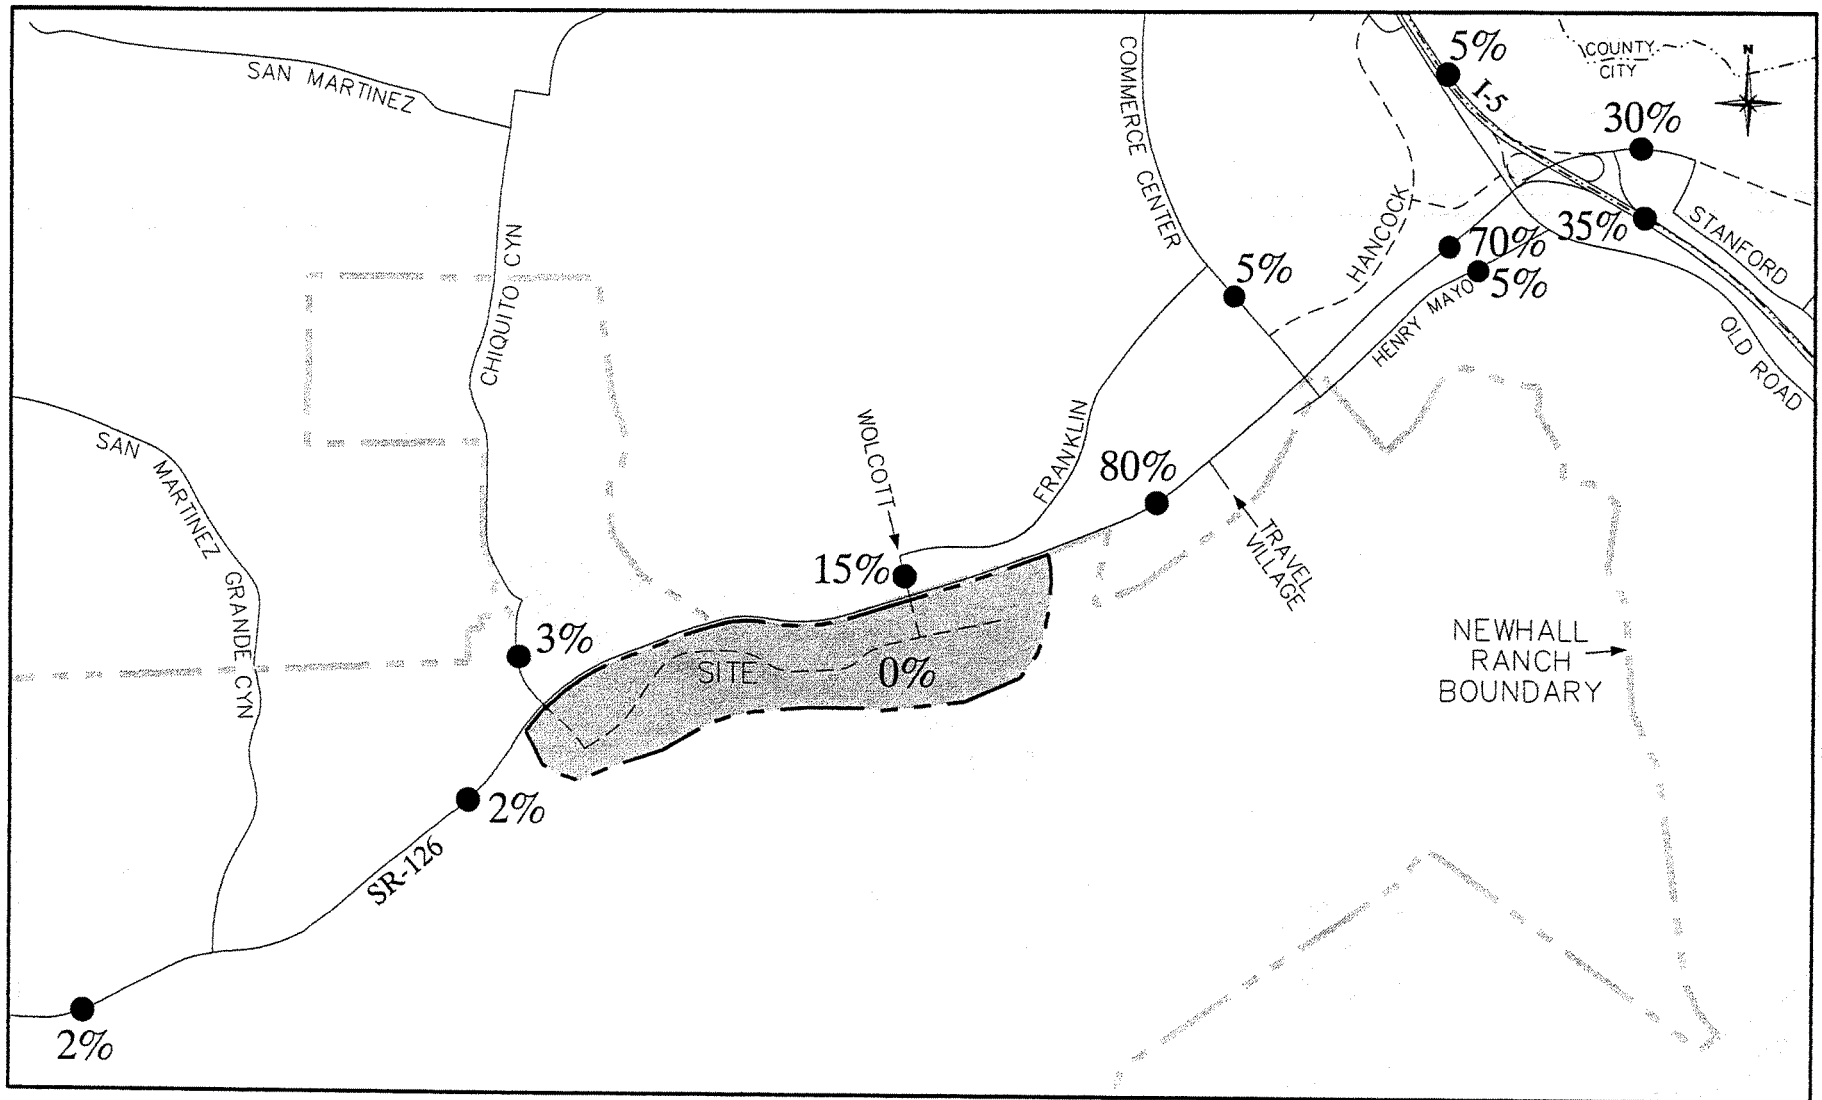 SAN MARTINEZ
COMMERCE CENTER
5%
I-5
COUNTY
CITY
N
30%
CHIQUITO CYN
HANCOCK
35%
STANFORD
70%
5%
5%
HENRY MAYO
OLD ROAD
SAN MARTINEZ GRANDE CYN
WOLCOTT
FRANKLIN
80%
TRAVEL
VILLAGE
15%
3%
SITE
0%
NEWHALL
RANCH
BOUNDARY
2%
SR-126
2%